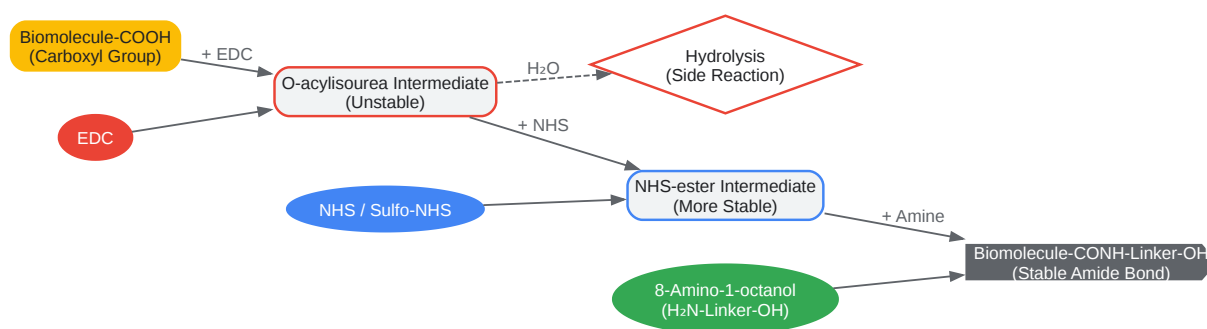 Biomolecule-COOH
(Carboxyl Group)
+ EDC
EDC
O-acylisourea Intermediate
(Unstable)
H₂O
Hydrolysis
(Side Reaction)
+ NHS
NHS / Sulfo-NHS
NHS-ester Intermediate
(More Stable)
+ Amine
8-Amino-1-octanol
(H₂N-Linker-OH)
Biomolecule-CONH-Linker-OH
(Stable Amide Bond)